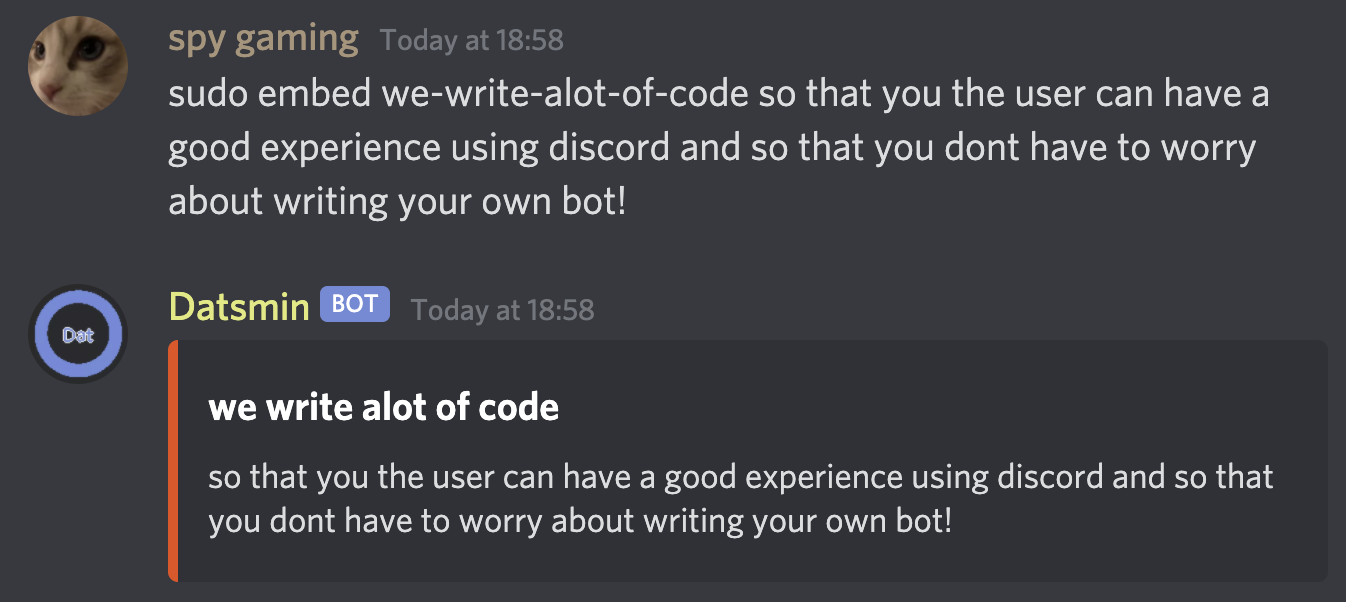 spy gaming Today at 18:58
sudo embed we-write-alot-of-code so that you the user can have a
good experience using discord and so that you dont have to worry
about writing your own bot!
Datsmin BOT Today at 18:58
Dat
we write alot of code
so that you the user can have a good experience using discord and so that
you dont have to worry about writing your own bot!